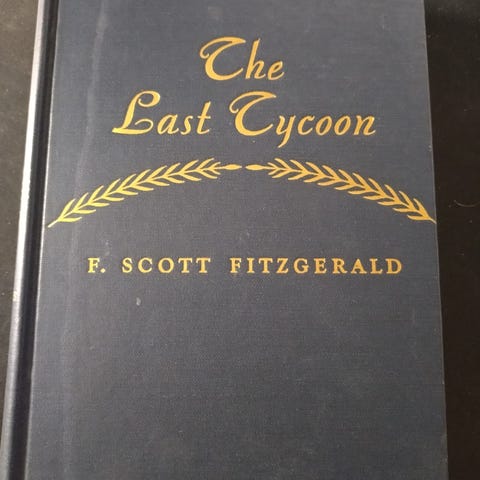 The
Last Tycoon
F. SCOTT FITZGERALD